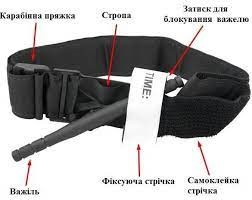 Карабінна пряжка
Стропа
Затиск для
блокування важелю
TIME:
Важіль
Фіксуюча стрічка
Самоклейка
стрічка